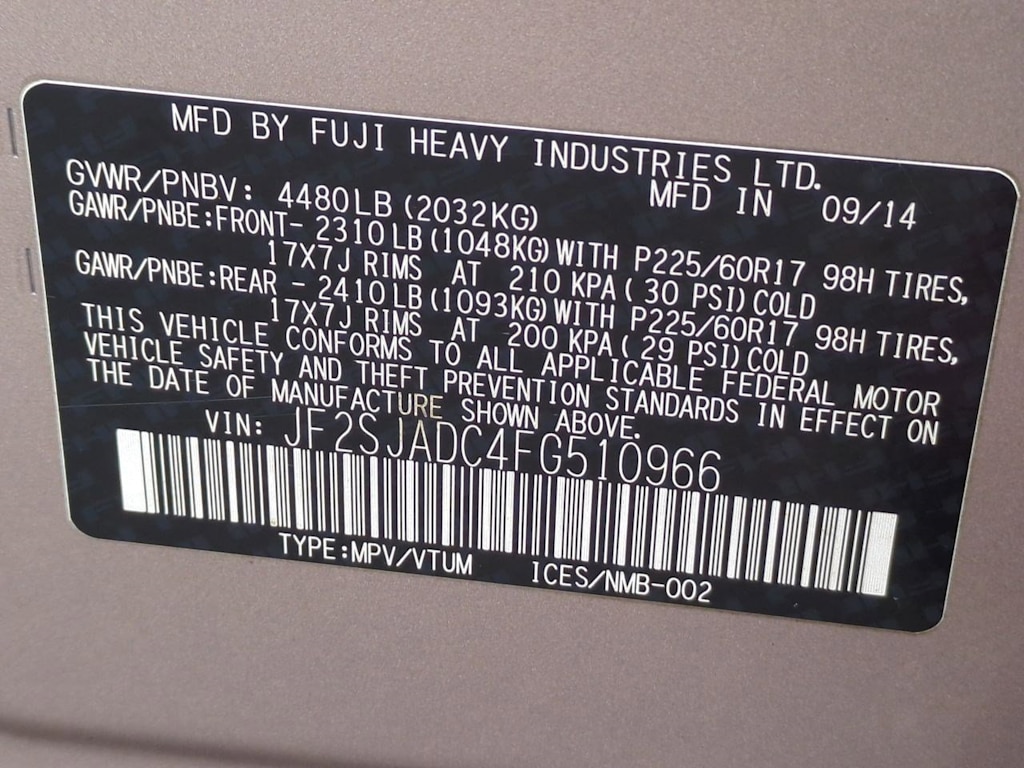 MFD BY FUJI HEAVY INDUSTRIES LTD.
MFD IN 09/14
GVWR/PNBV: 4480LB (2032KG)
GAWR/PNBE:FRONT- 2310LB (1048KG) WITH P225/60R17 98H TIRES,
17X7J RIMS AT 210 KPA ( 30 PSI) COLD
GAWR/PNBE:REAR - 2410LB (1093KG) WITH P225/60R17 98H TIRES,
17X7J RIMS AT 200 KPA ( 29 PSI) COLD
THIS VEHICLE CONFORMS TO ALL APPLICABLE FEDERAL MOTOR
VEHICLE SAFETY AND THEFT PREVENTION STANDARDS IN EFFECT ON
THE DATE OF MANUFACTURE SHOWN ABOVE.
VIN: JF2SJADC4FG510966
TYPE:MPV/VTUM ICES/NMB-002